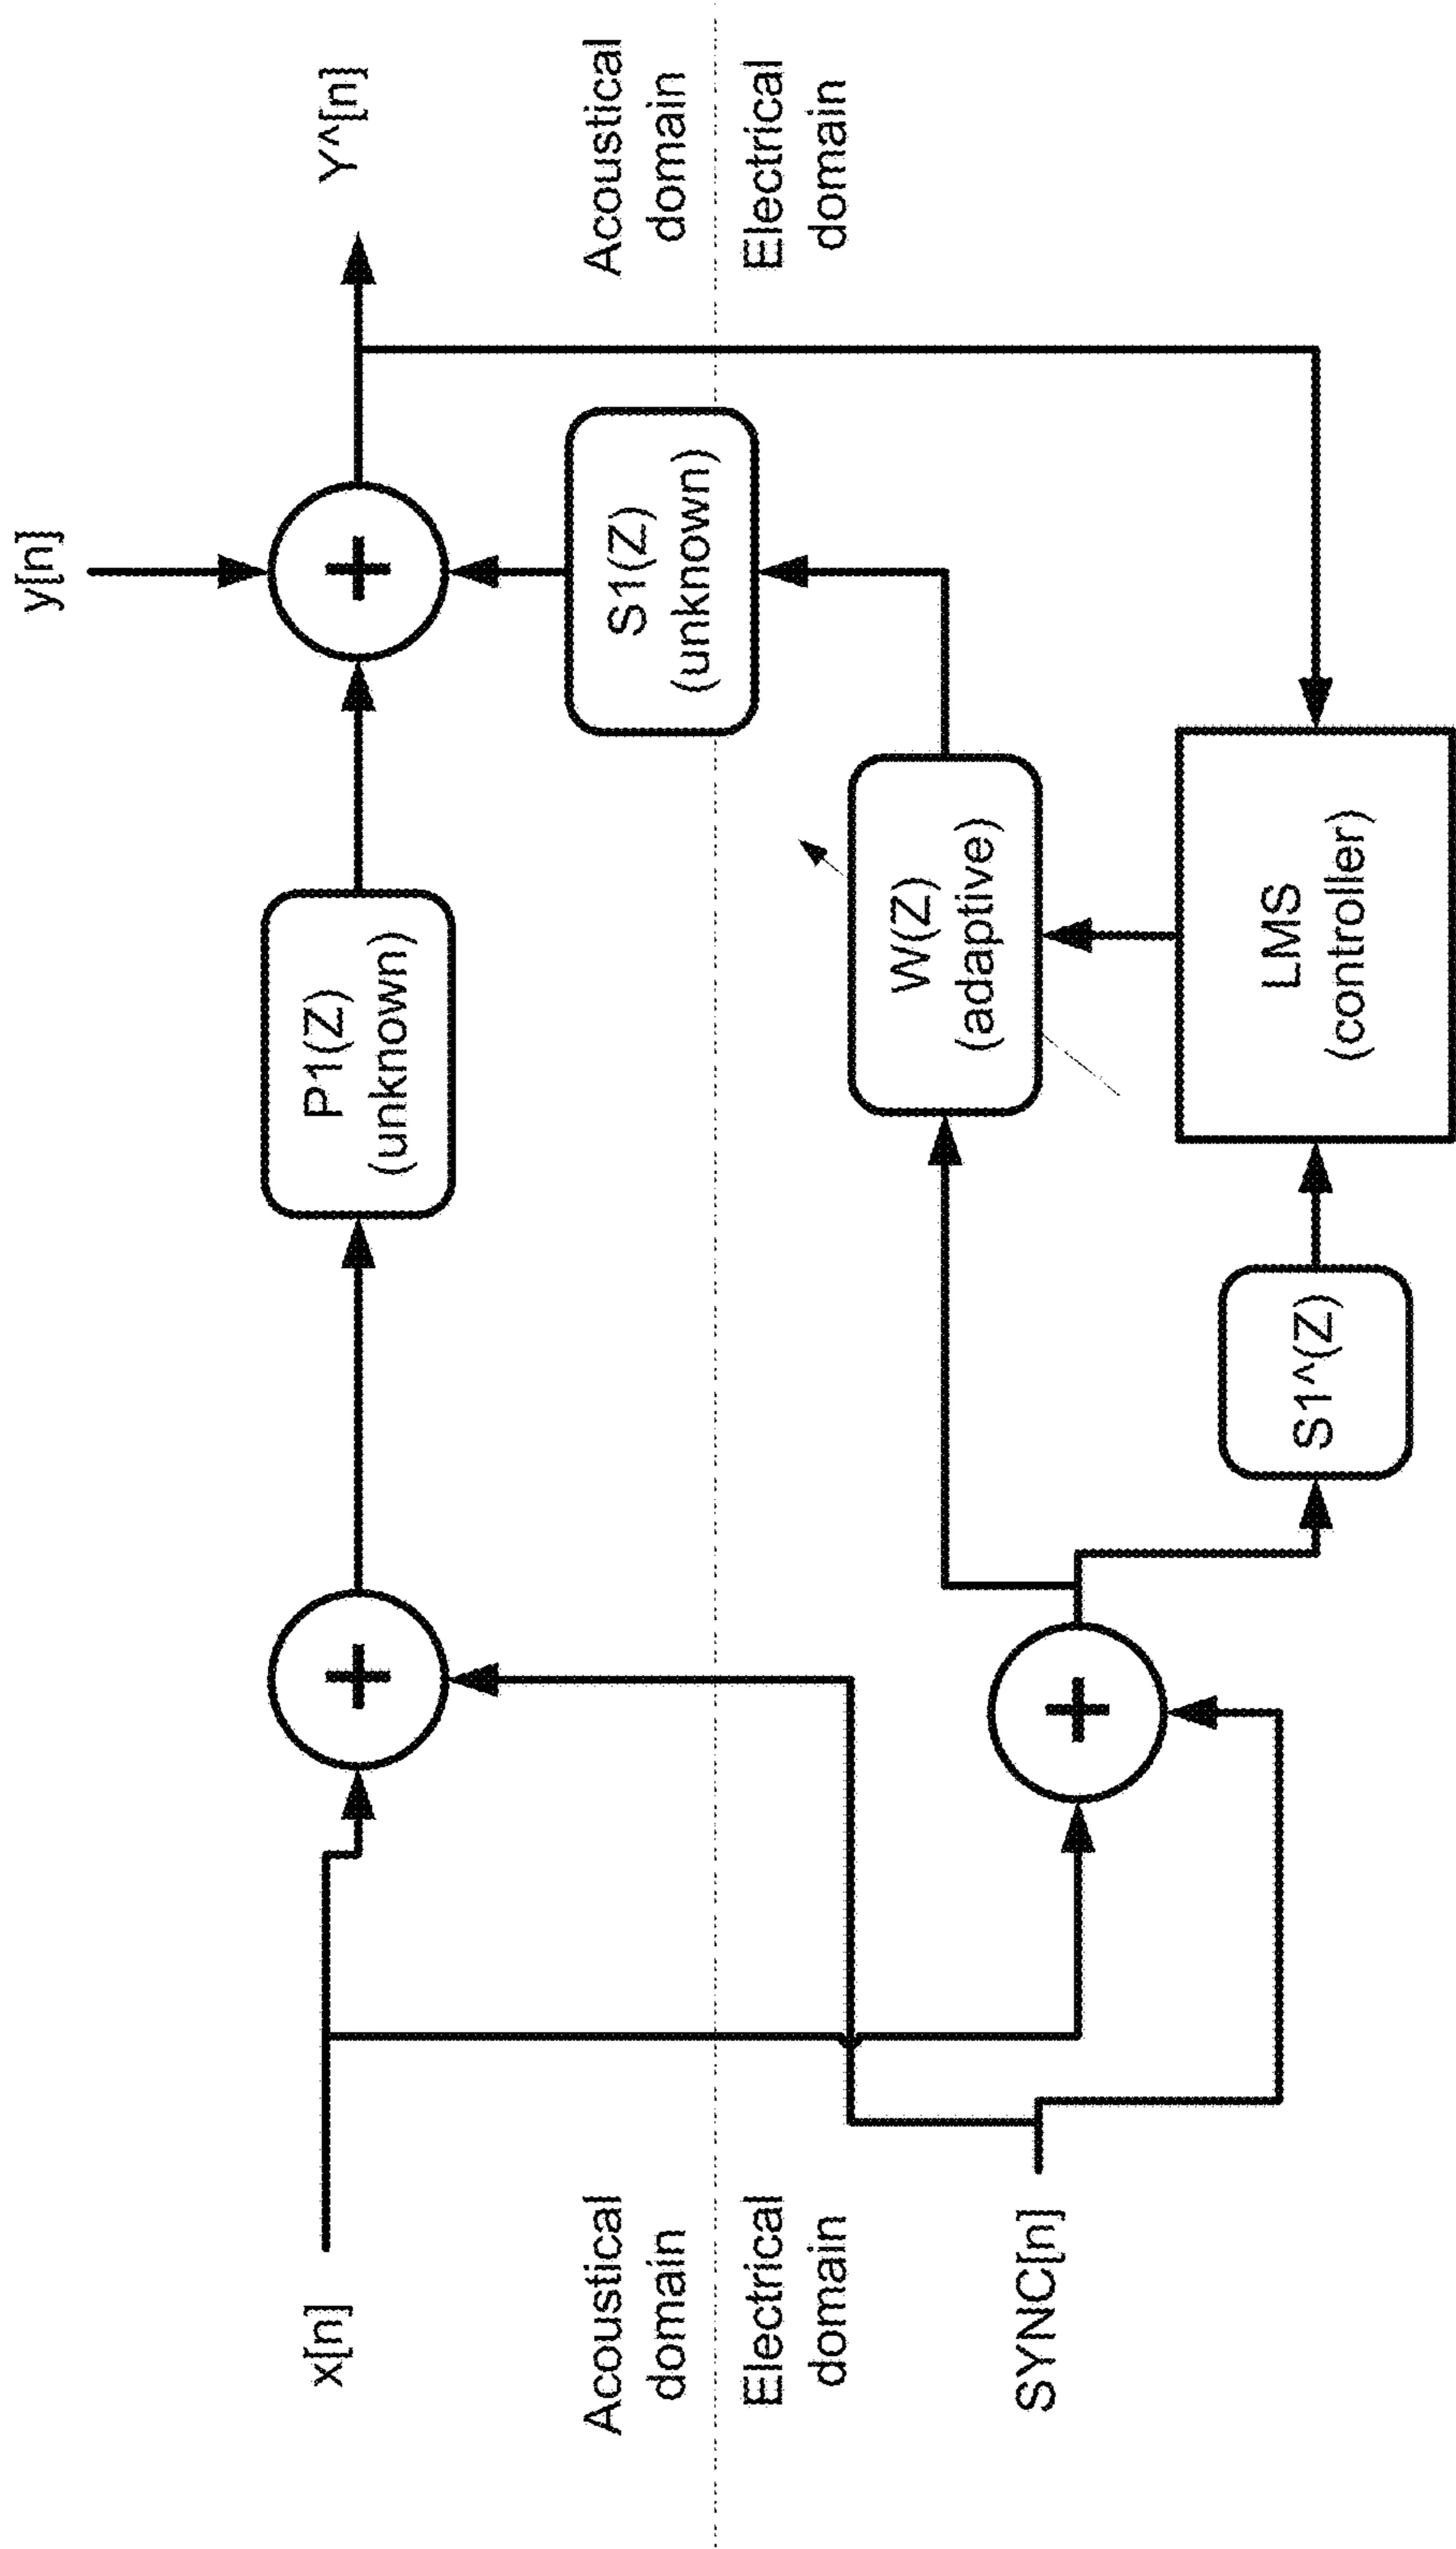 y[n]
x[n]
+
P1(Z)
(unknown)
+
Y^[n]
Acoustical
domain
Acoustical
domain
S1(Z)
(unknown)
Electrical
domain
Electrical
domain
W(Z)
(adaptive)
SYNC[n]
+
S1^(Z)
LMS
(controller)